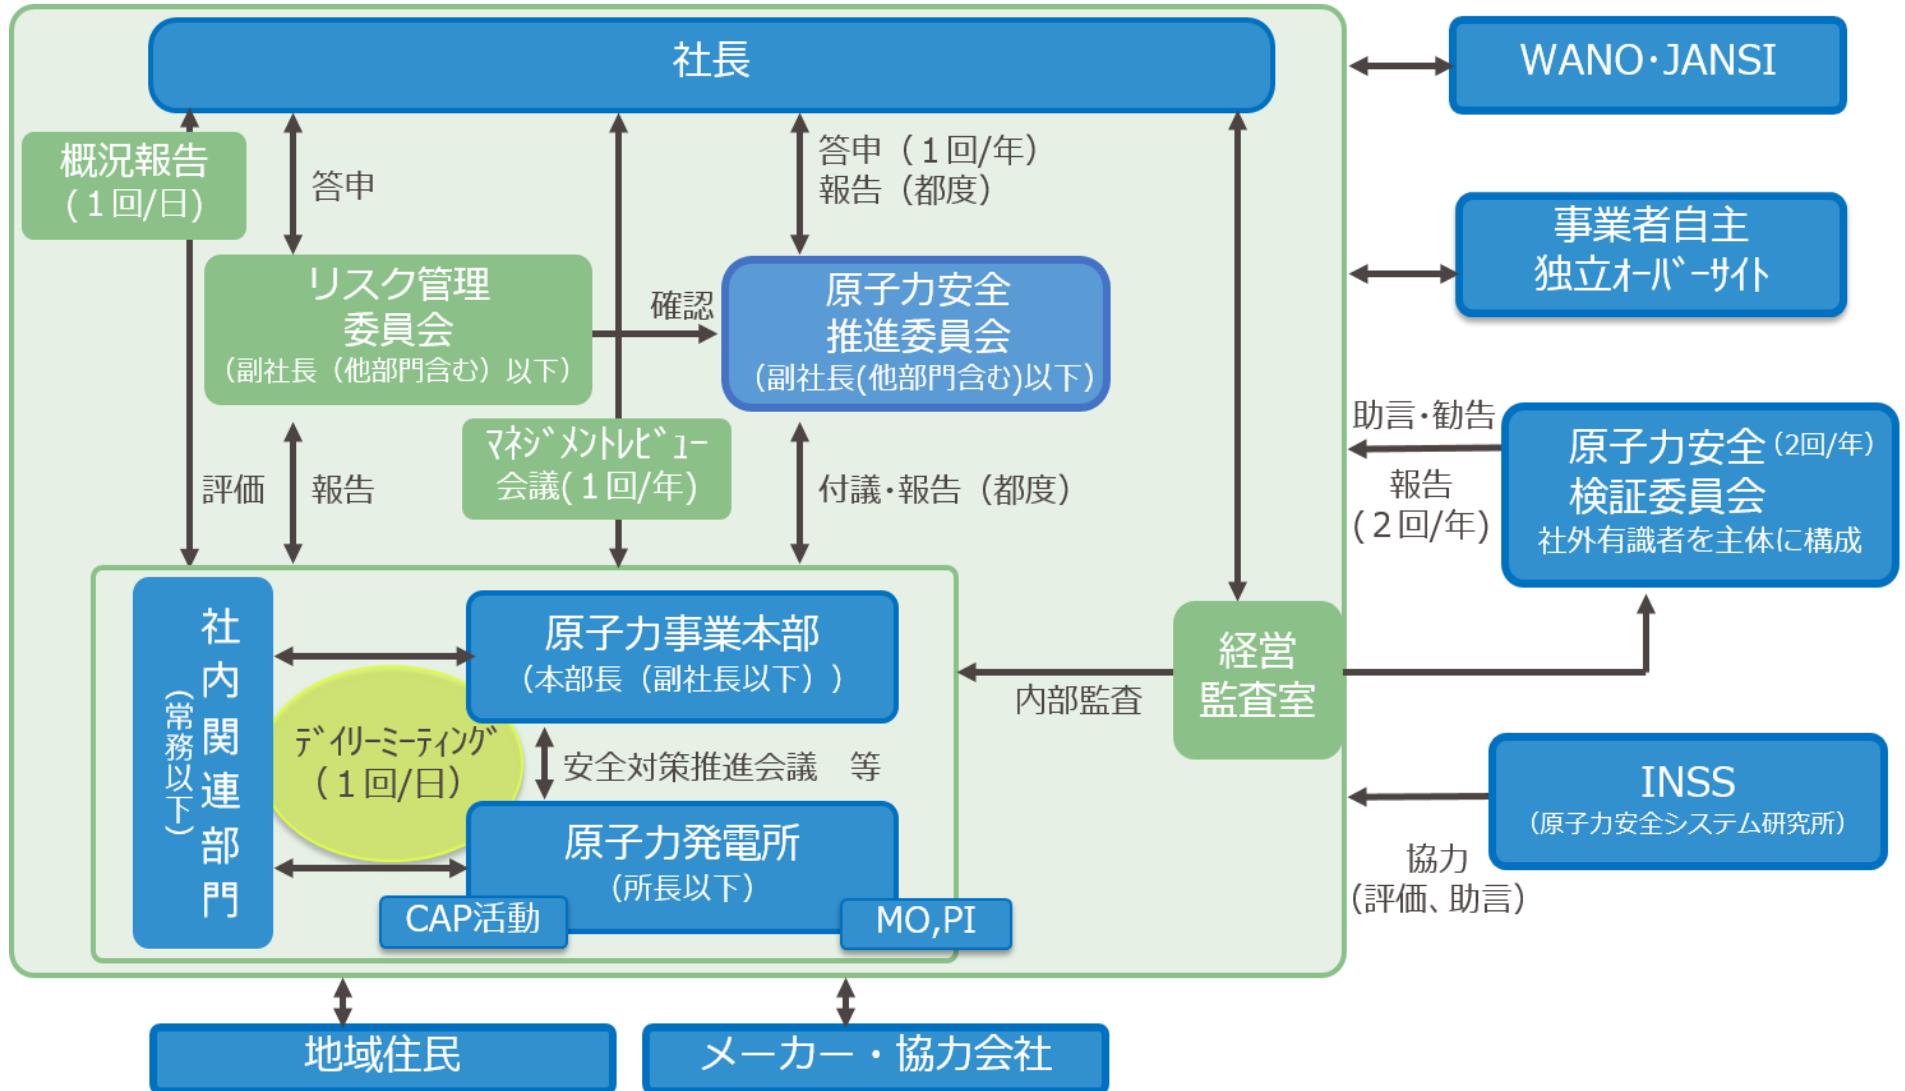 社長
WANO･JANSI
概況報告
(１回/日)
答申
答申（１回/年）
報告（都度）
事業者自主
独立ｵｰﾊﾞｰｻｲﾄ
リスク管理
委員会
（副社長（他部門含む）以下）
確認
原子力安全
推進委員会
（副社長(他部門含む)以下）
助言･勧告
報告
(２回/年)
原子力安全（2回/年）
検証委員会
社外有識者を主体に構成
評価
報告
ﾏﾈｼﾞﾒﾝﾄﾚﾋﾞｭｰ
会議(１回/年)
付議･報告（都度）
社内関連部門
（常務以下）
原子力事業本部
（本部長（副社長以下））
ﾃﾞｲﾘｰﾐｰﾃｨﾝｸﾞ
（１回/日）
安全対策推進会議　等
原子力発電所
（所長以下）
CAP活動
MO,PI
内部監査
経営
監査室
INSS
（原子力安全システム研究所）
協力
（評価、助言）
地域住民
メーカー・協力会社